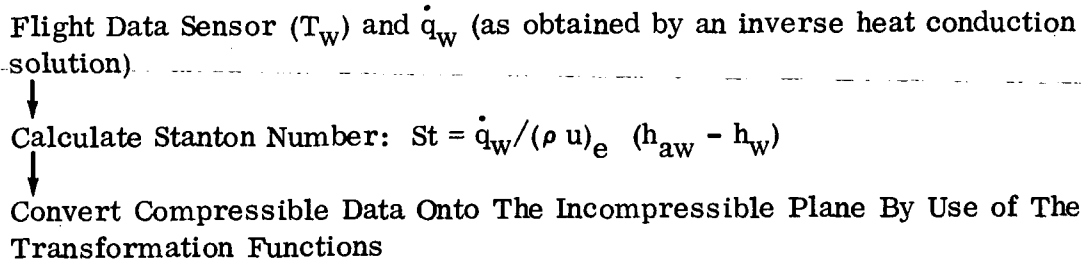 Flight Data Sensor (T_w) and q̇_w (as obtained by an inverse heat conduction
solution)
Calculate Stanton Number: St = q̇_w/(ρ u)_e (h_aw - h_w)
Convert Compressible Data Onto The Incompressible Plane By Use of The
Transformation Functions